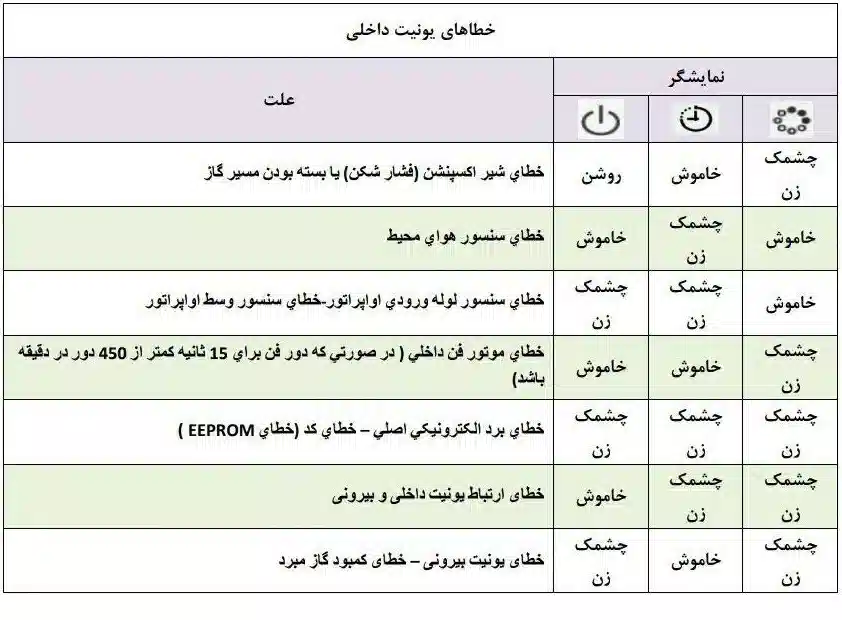 خطاهای یونیت داخلی
نمایشگر
علت
چشمک
زن
خاموش
روشن
خطاي شير اكسپنشن (فشار شكن) يا بسته بودن مسير گاز
خاموش
چشمک
زن
خاموش
خطاي سنسور هواي محيط
خاموش
چشمک
زن
چشمک
زن
خطاي سنسور لوله ورودي اواپراتور-خطاي سنسور وسط اواپراتور
چشمک
زن
خاموش
خاموش
خطاي موتور فن داخلي ( در صورتي كه دور فن براي 15 ثانيه كمتر از 450 دور در دقيقه
باشد)
چشمک
زن
چشمک
زن
چشمک
زن
خطاي برد الكترونيكي اصلي – خطاي كد (خطاي EEPROM )
چشمک
زن
چشمک
زن
خاموش
خطای ارتباط یونیت داخلی و بیرونی
چشمک
زن
خاموش
چشمک
زن
خطای یونیت بیرونی – خطای کمبود گاز مبرد